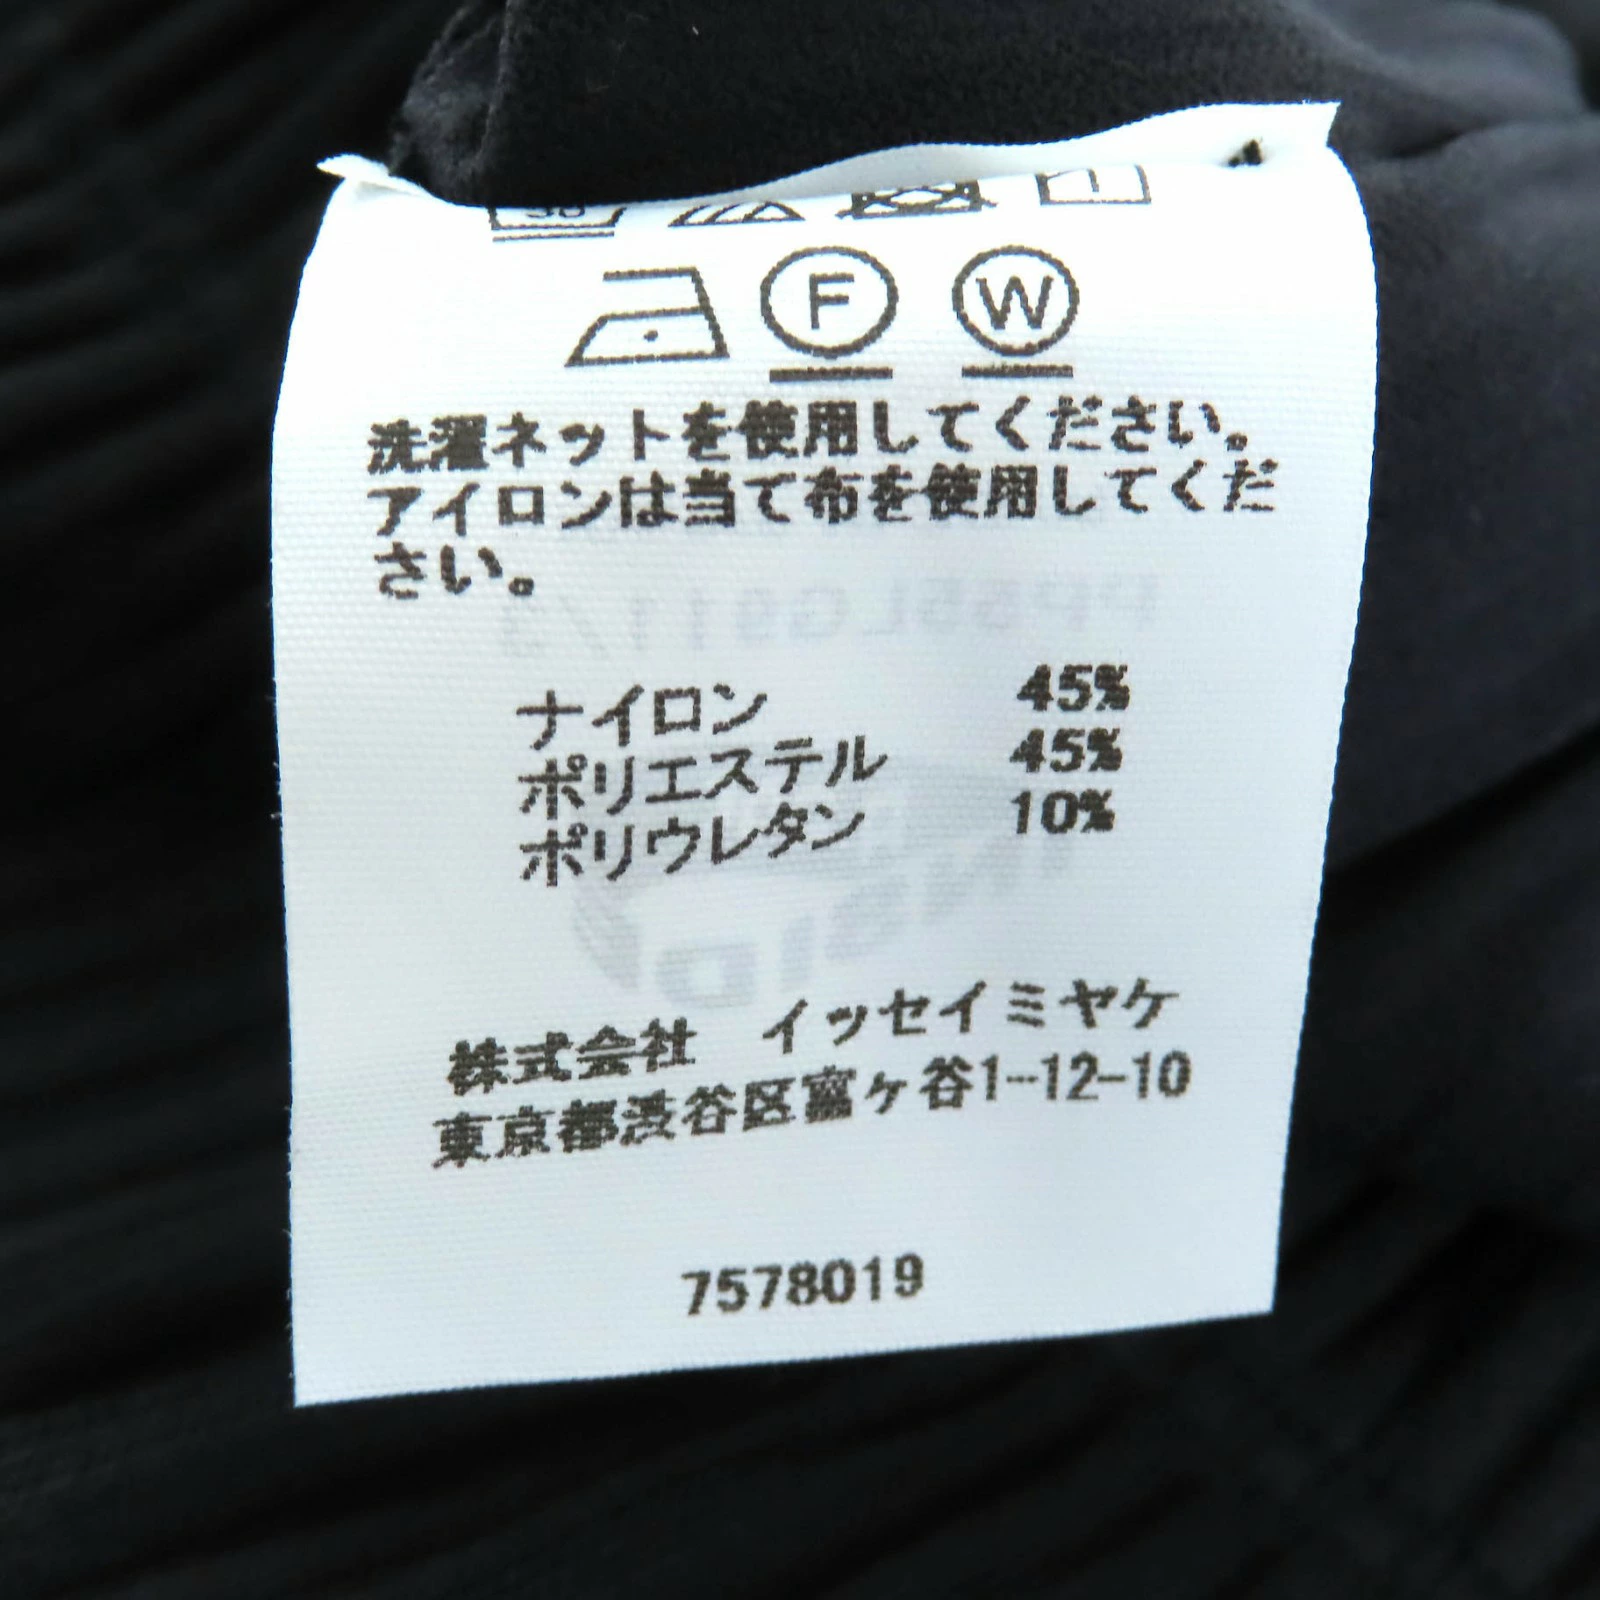 30
F W
洗濯ネットを使用してください。
アイロンは当て布を使用してくだ
さい。
ナイロン 45%
ポリエステル 45%
ポリウレタン 10%
株式会社 イッセイミヤケ
東京都渋谷区富ヶ谷1-12-10
7578019